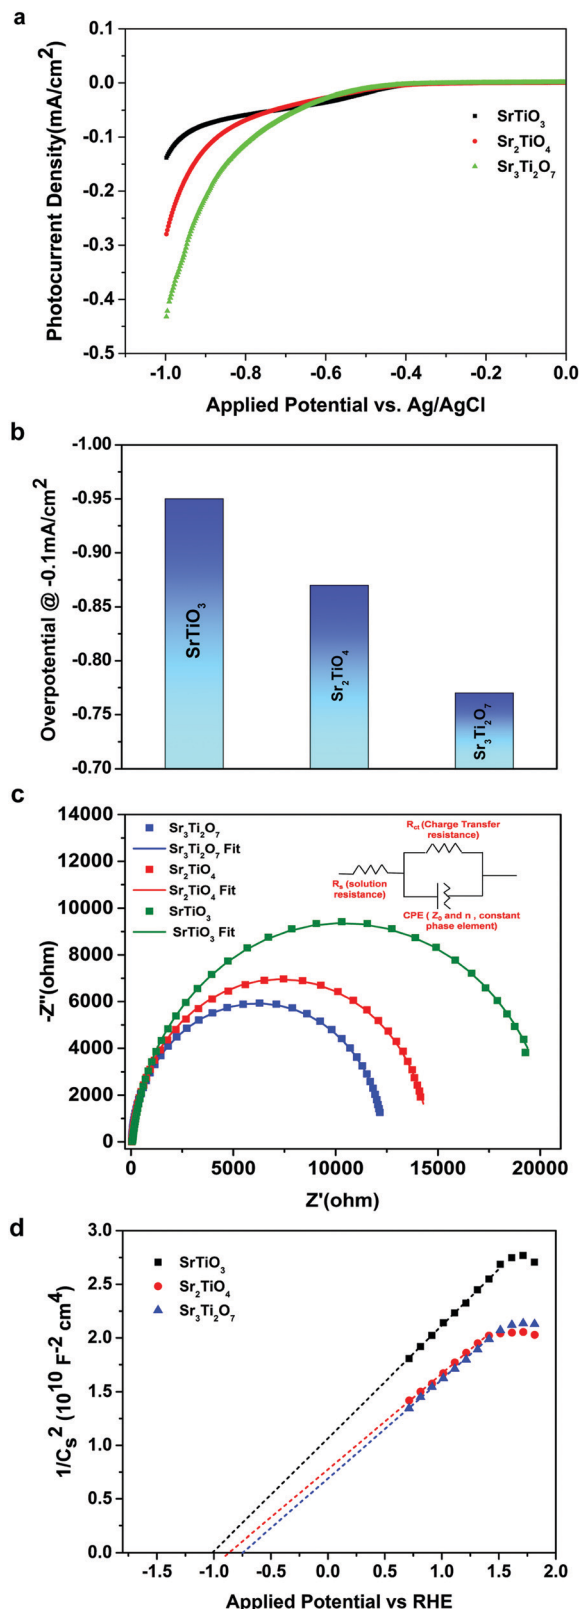 a
0.1
0.0
-0.1
-0.2
-0.3
-0.4
-0.5
Photocurrent Density(mA/cm²)
SrTiO₃
Sr₂TiO₄
Sr₃Ti₂O₇
-1.0 -0.8 -0.6 -0.4 -0.2 0.0
Applied Potential vs. Ag/AgCl
b
-1.00
-0.95
-0.90
-0.85
-0.80
-0.75
-0.70
Overpotential @ -0.1mA/cm²
SrTiO₃
Sr₂TiO₄
Sr₃Ti₂O₇
c
14000
12000
10000
8000
6000
4000
2000
0
-Z''(ohm)
Sr₃Ti₂O₇
Sr₃Ti₂O₇ Fit
Sr₂TiO₄
Sr₂TiO₄ Fit
SrTiO₃
SrTiO₃ Fit
R_ct (Charge Transfer
resistance)
R_s (solution
resistance)
CPE ( Z₀ and n , constant
phase element)
0 5000 10000 15000 20000
Z'(ohm)
d
3.0
2.5
2.0
1.5
1.0
0.5
0.0
1/C_S² (10¹⁰ F⁻² cm⁴)
SrTiO₃
Sr₂TiO₄
Sr₃Ti₂O₇
-1.5 -1.0 -0.5 0.0 0.5 1.0 1.5 2.0
Applied Potential vs RHE